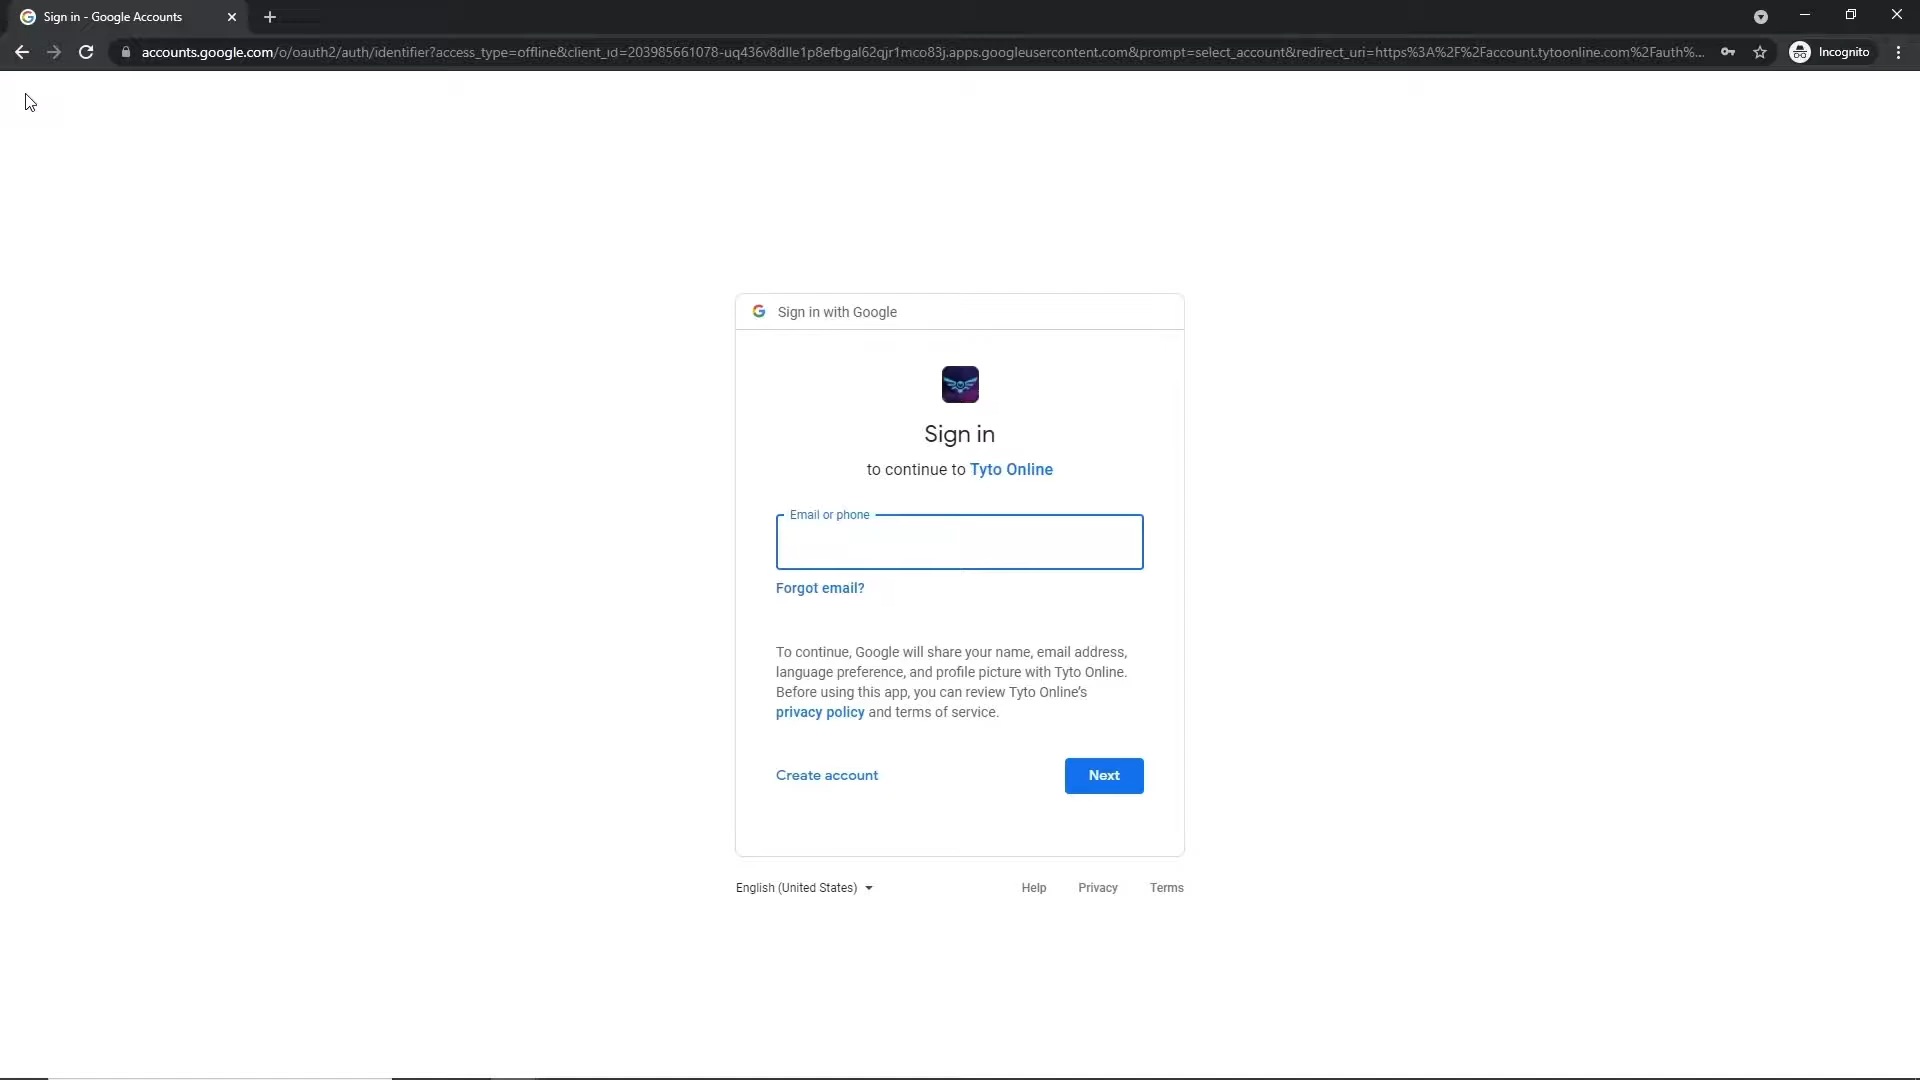 Sign in - Google Accounts
accounts.google.com/o/oauth2/auth/identifier?access_type=offline&client_id=203985661078-uq436v8dlle1p8efbgal62qjr1mco83j.apps.googleusercontent.com&prompt=select_account&redirect_uri=https%3A%2F%2Faccount.tytoonline.com%2Fauth%...
Incognito
Sign in with Google
Sign in
to continue to Tyto Online
Email or phone
Forgot email?
To continue, Google will share your name, email address,
language preference, and profile picture with Tyto Online.
Before using this app, you can review Tyto Online's
privacy policy and terms of service.
Create account
Next
English (United States)
Help
Privacy
Terms